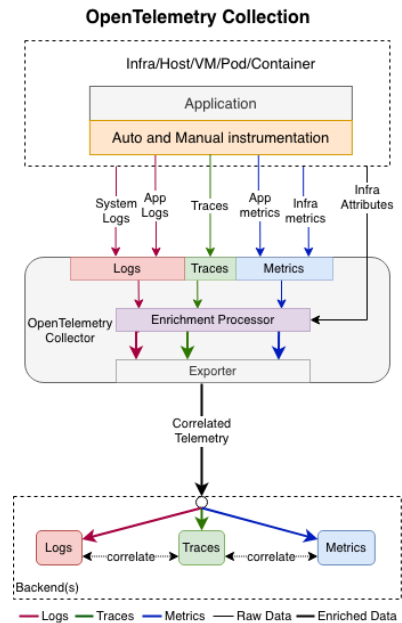 OpenTelemetry Collection
Infra/Host/VM/Pod/Container
Application
Auto and Manual instrumentation
System
Logs
App
Logs
Traces
App
metrics
Infra
metrics
Infra
Attributes
Logs
Traces
Metrics
OpenTelemetry
Collector
Enrichment Processor
Exporter
Correlated
Telemetry
Logs
correlate
Traces
correlate
Metrics
Backend(s)
Logs
Traces
Metrics
Raw Data
Enriched Data